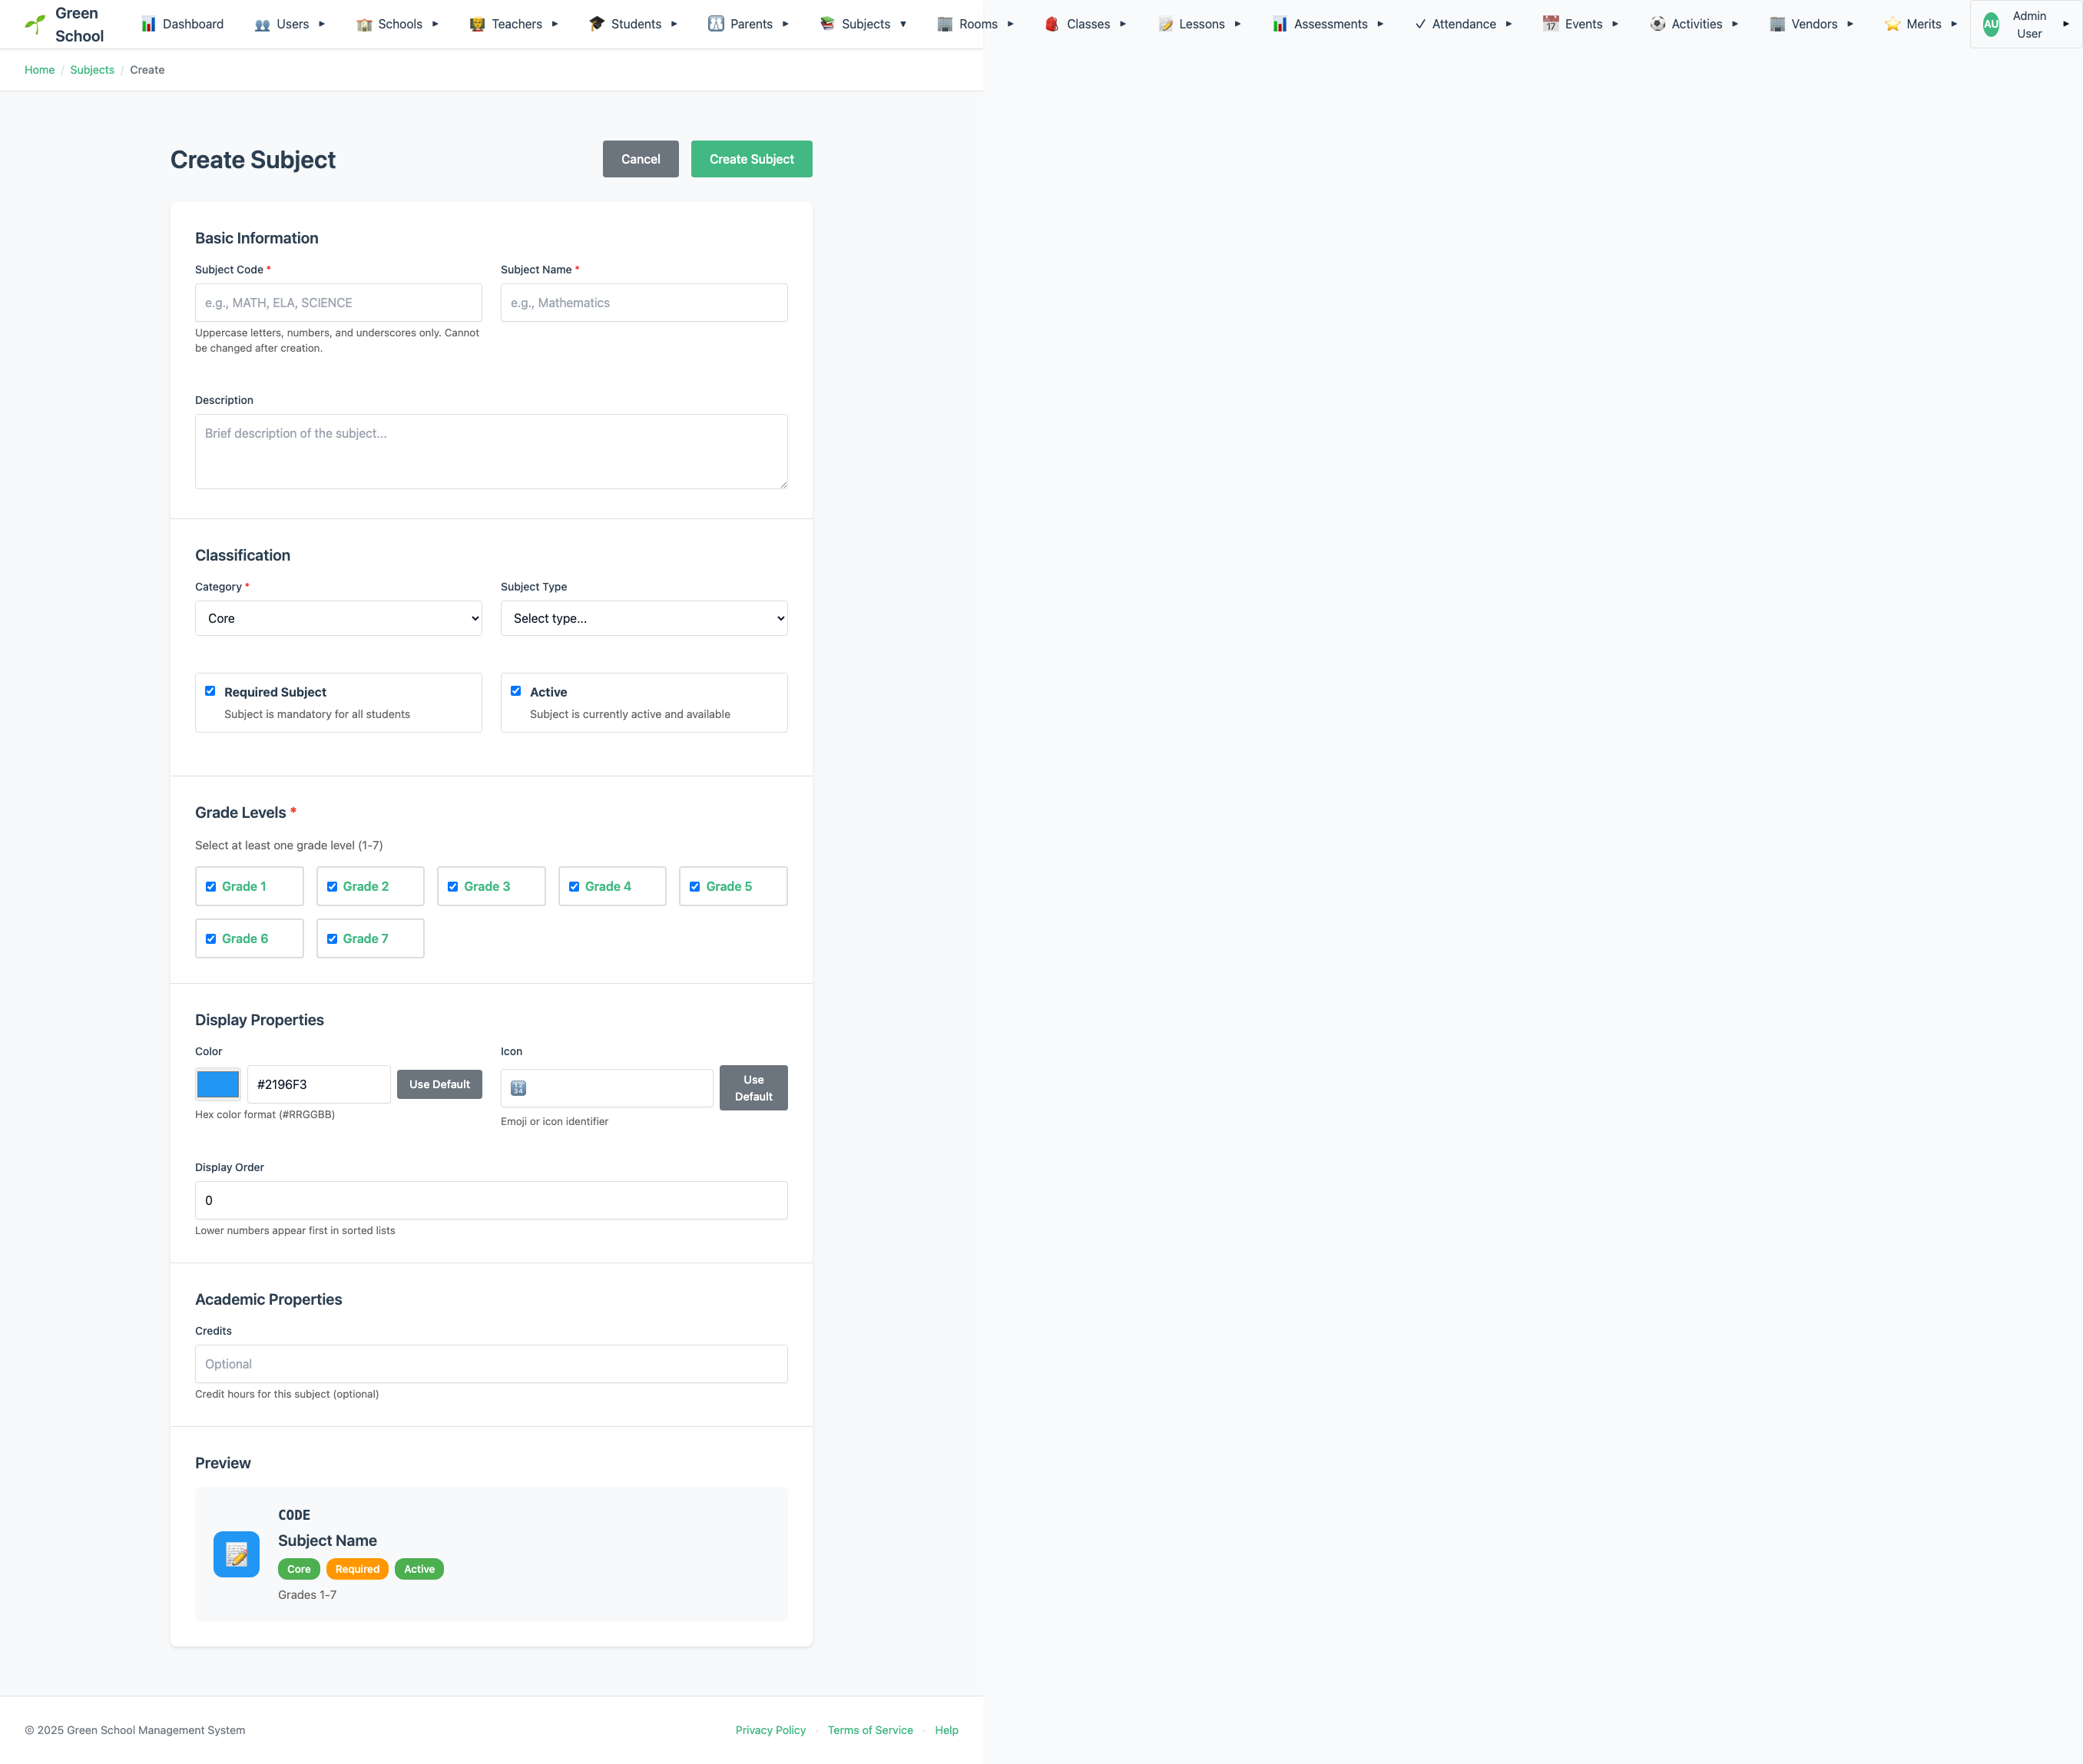 Green School
Dashboard
Users
Schools
Teachers
Students
Parents
Subjects
Rooms
Classes
Lessons
Assessments
Attendance
Events
Activities
Vendors
Merits
AU
Admin User
Home / Subjects / Create
Create Subject
Cancel
Create Subject
Basic Information
Subject Code *
Subject Name *
e.g., MATH, ELA, SCIENCE
e.g., Mathematics
Uppercase letters, numbers, and underscores only. Cannot
be changed after creation.
Description
Brief description of the subject...
Classification
Category *
Subject Type
Core
Select type...
Required Subject
Subject is mandatory for all students
Active
Subject is currently active and available
Grade Levels *
Select at least one grade level (1-7)
Grade 1
Grade 2
Grade 3
Grade 4
Grade 5
Grade 6
Grade 7
Display Properties
Color
Icon
#2196F3
Use Default
Use Default
Hex color format (#RRGGBB)
Emoji or icon identifier
Display Order
0
Lower numbers appear first in sorted lists
Academic Properties
Credits
Optional
Credit hours for this subject (optional)
Preview
CODE
Subject Name
Core
Required
Active
Grades 1-7
© 2025 Green School Management System
Privacy Policy · Terms of Service · Help